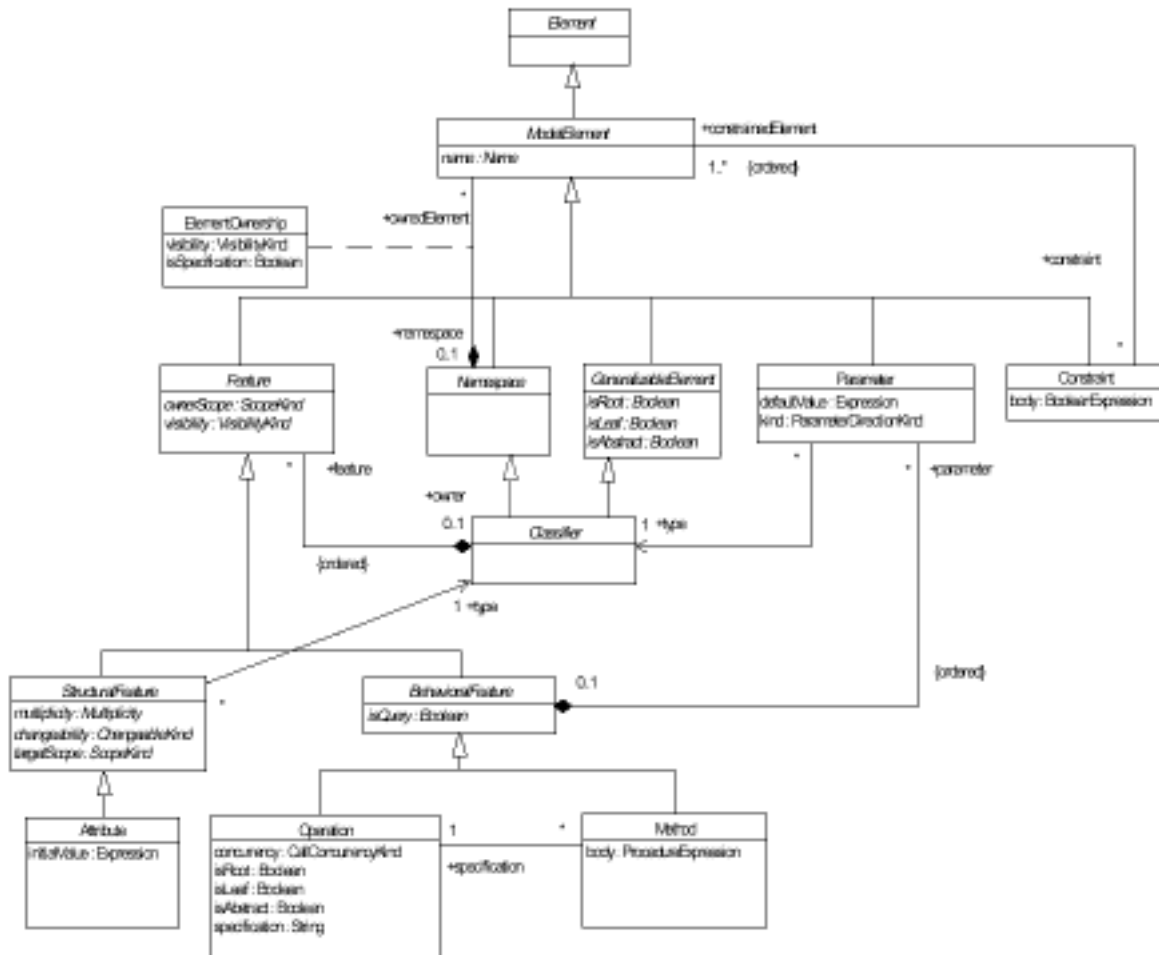 Element
ModelElement
name : Name
+constrainedElement
1..* {ordered}
*
+ownedElement
ElementOwnership
visibility : VisibilityKind
isSpecification : Boolean
+constraint
*
+namespace
0..1
Feature
ownerScope : ScopeKind
visibility : VisibilityKind
Namespace
GeneralizableElement
isRoot : Boolean
isLeaf : Boolean
isAbstract : Boolean
Parameter
defaultValue : Expression
kind : ParameterDirectionKind
Constraint
body : BooleanExpression
*
+feature
*
*
+parameter
+owner
0..1
Classifier
1 +type
{ordered}
1 +type
{ordered}
StructuralFeature
multiplicity : Multiplicity
changeability : ChangeableKind
targetScope : ScopeKind
*
BehavioralFeature
isQuery : Boolean
0..1
Attribute
initialValue : Expression
Operation
concurrency : CallConcurrencyKind
isRoot : Boolean
isLeaf : Boolean
isAbstract : Boolean
specification : String
1
*
+specification
Method
body : ProcedureExpression